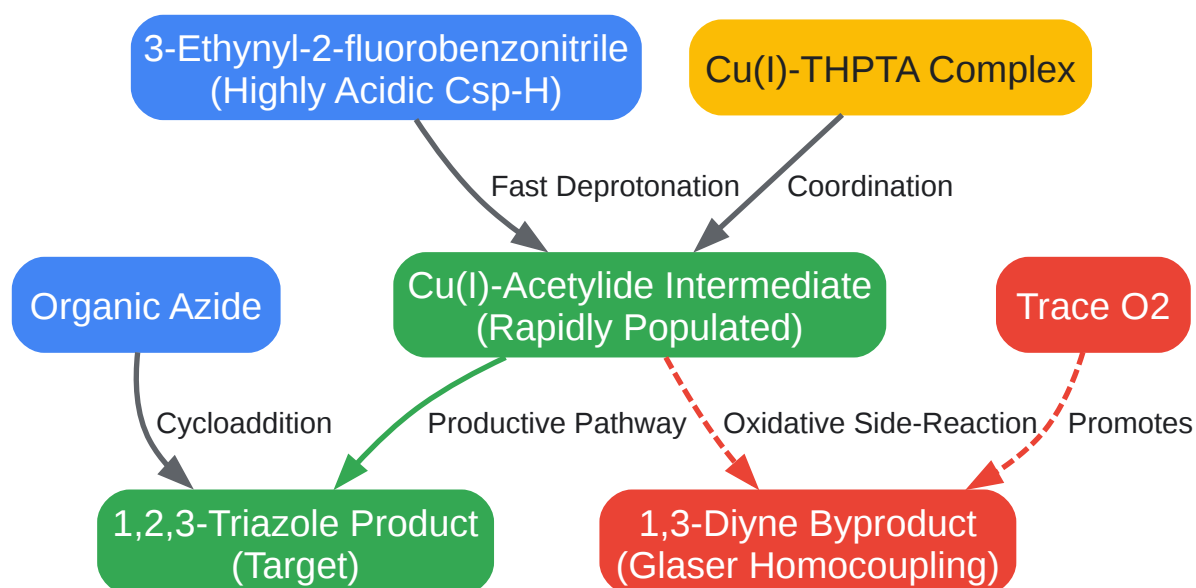 3-Ethynyl-2-fluorobenzonitrile
(Highly Acidic Csp-H)
Cu(I)-THPTA Complex
Fast Deprotonation
Coordination
Organic Azide
Cu(I)-Acetylide Intermediate
(Rapidly Populated)
Trace O2
Cycloaddition
Productive Pathway
Oxidative Side-Reaction
Promotes
1,2,3-Triazole Product
(Target)
1,3-Diyne Byproduct
(Glaser Homocoupling)